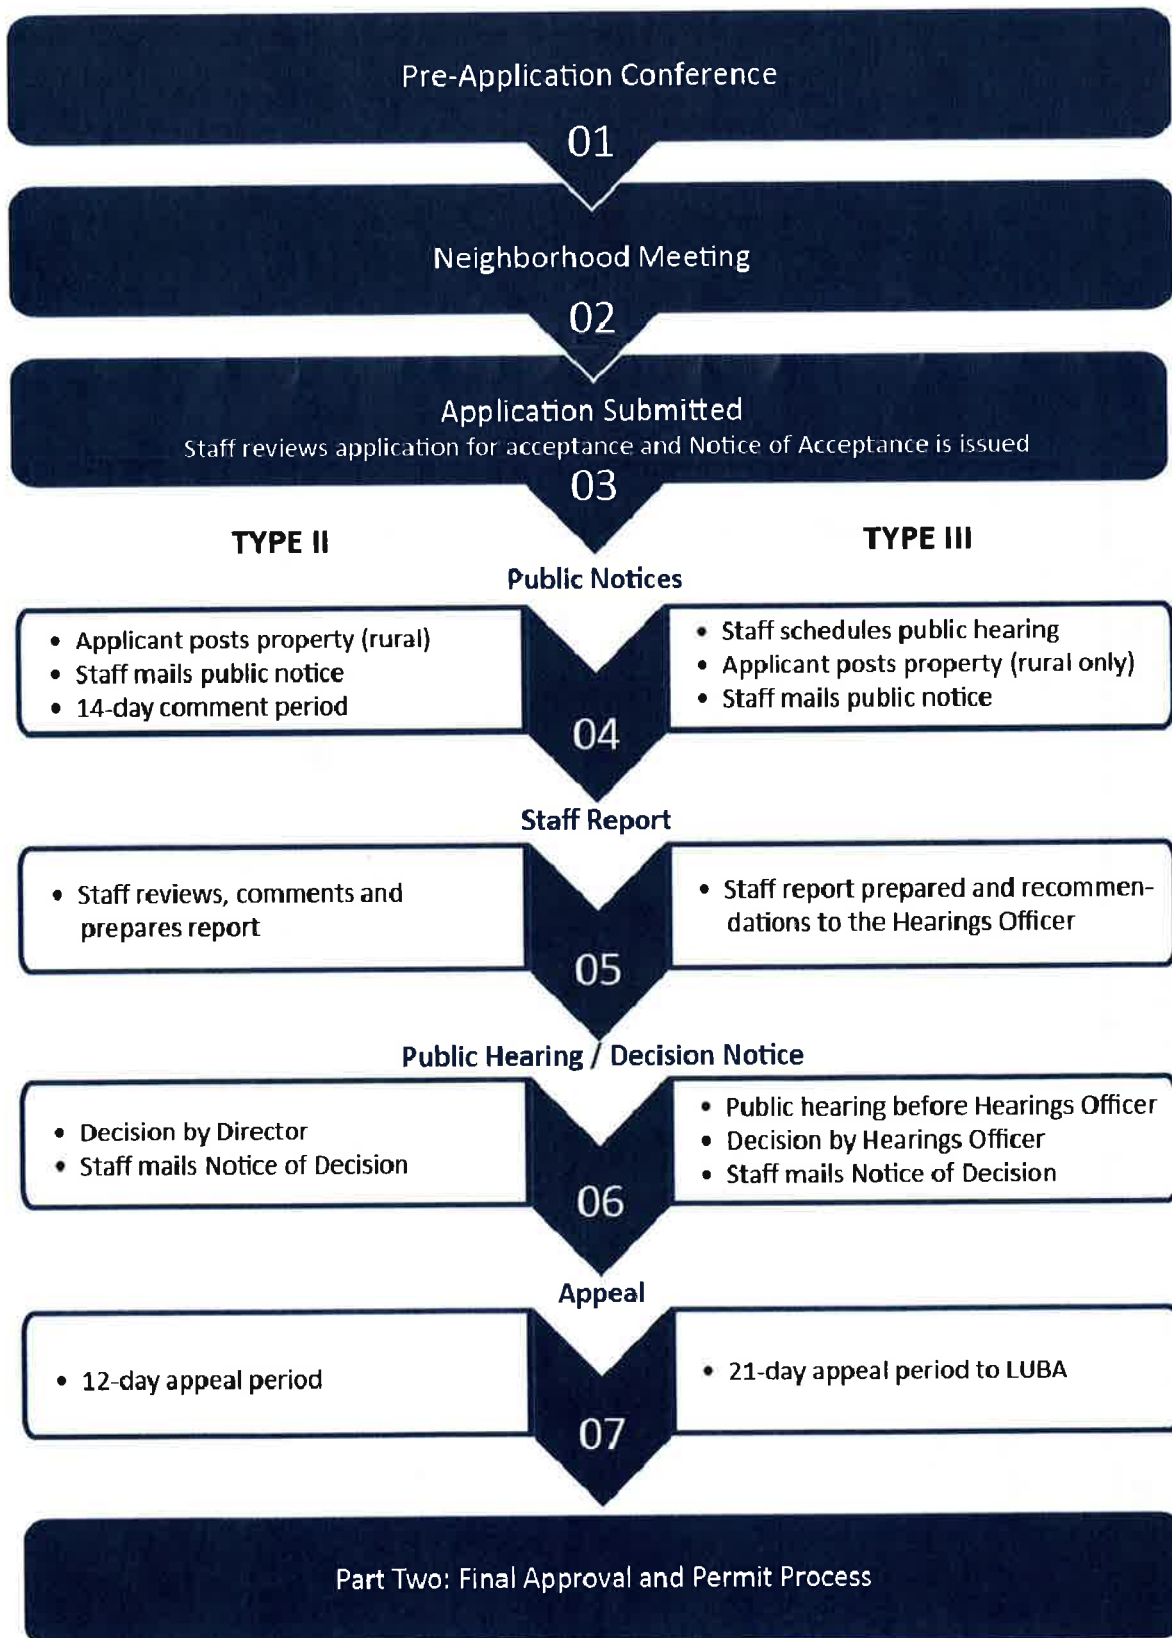 Pre-Application Conference
01
Neighborhood Meeting
02
Application Submitted
Staff reviews application for acceptance and Notice of Acceptance is issued
03
TYPE II
TYPE III
Public Notices
• Applicant posts property (rural)
• Staff mails public notice
• 14-day comment period
04
• Staff schedules public hearing
• Applicant posts property (rural only)
• Staff mails public notice
Staff Report
• Staff reviews, comments and
prepares report
05
• Staff report prepared and recommen-
dations to the Hearings Officer
Public Hearing / Decision Notice
• Decision by Director
• Staff mails Notice of Decision
06
• Public hearing before Hearings Officer
• Decision by Hearings Officer
• Staff mails Notice of Decision
Appeal
• 12-day appeal period
07
• 21-day appeal period to LUBA
Part Two: Final Approval and Permit Process